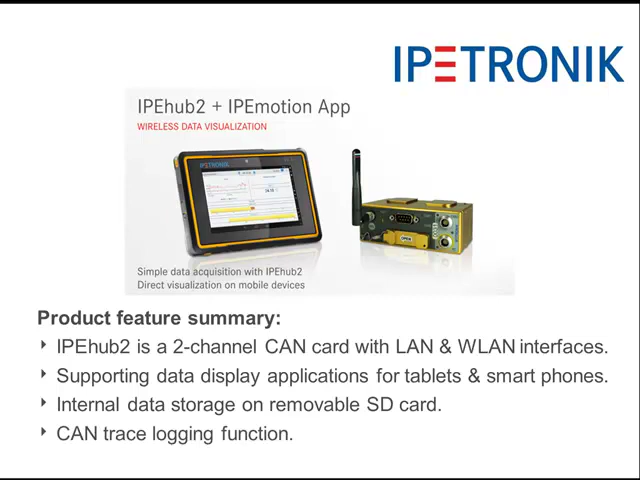 IPETRONIK
IPEhub2 + IPEmotion App
WIRELESS DATA VISUALIZATION
IPETRONIK
Simple data acquisition with IPEhub2
Direct visualization on mobile devices
Product feature summary:
IPEhub2 is a 2-channel CAN card with LAN & WLAN interfaces.
Supporting data display applications for tablets & smart phones.
Internal data storage on removable SD card.
CAN trace logging function.